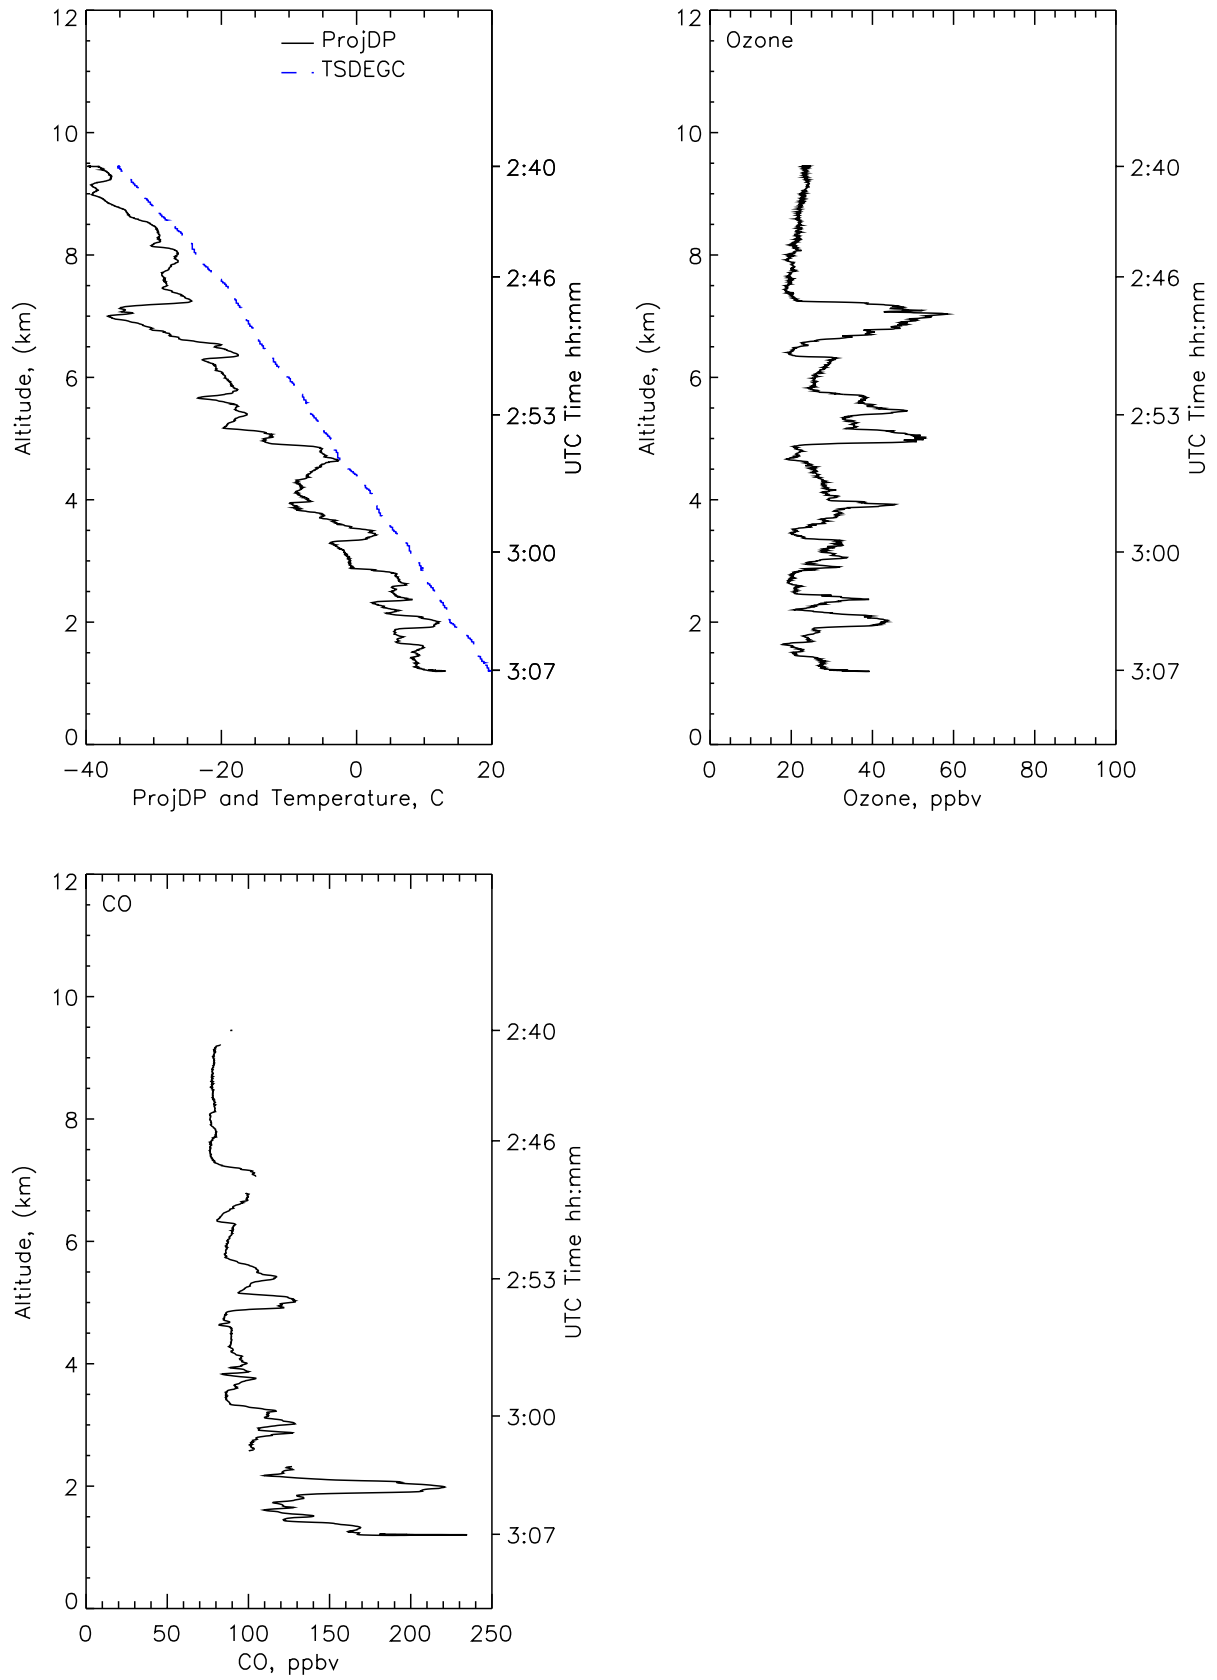 12
10
8
6
4
2
0
Altitude, (km)
ProjDP
TSDEGC
2:40
2:46
2:53
3:00
3:07
UTC Time hh:mm
-40 -20 0 20
ProjDP and Temperature, C
12
10
8
6
4
2
0
Altitude, (km)
Ozone
2:40
2:46
2:53
3:00
3:07
UTC Time hh:mm
0 20 40 60 80 100
Ozone, ppbv
12
10
8
6
4
2
0
Altitude, (km)
CO
2:40
2:46
2:53
3:00
3:07
UTC Time hh:mm
0 50 100 150 200 250
CO, ppbv